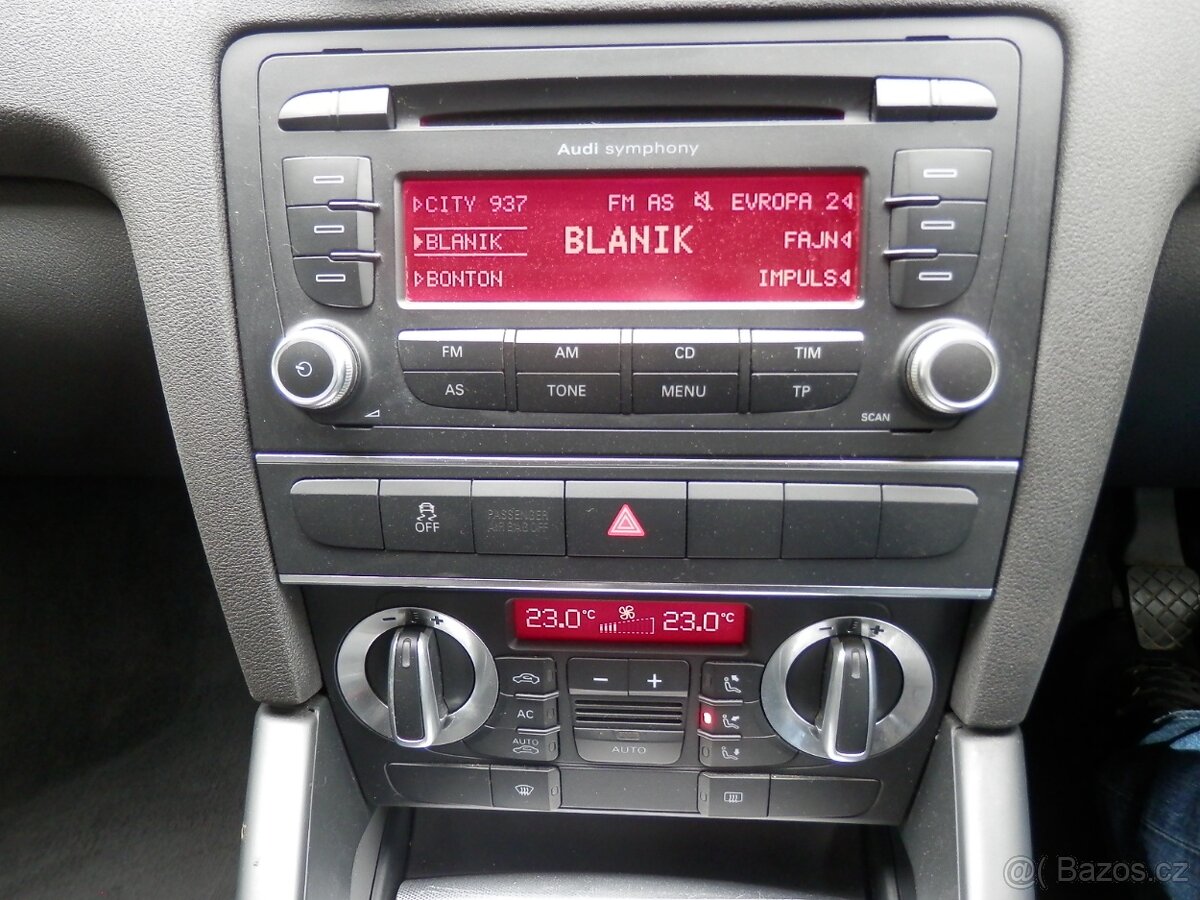 Audi symphony
CITY 937 FM AS EVROPA 2
BLANIK BLANIK FAJN
BONTON IMPULS
FM AM CD TIM
AS TONE MENU TP
SCAN
OFF
PASSENGER
AIR BAG OFF
23.0°C 23.0°C
- + - +
- +
AC
AUTO
AUTO
@( Bazos.cz